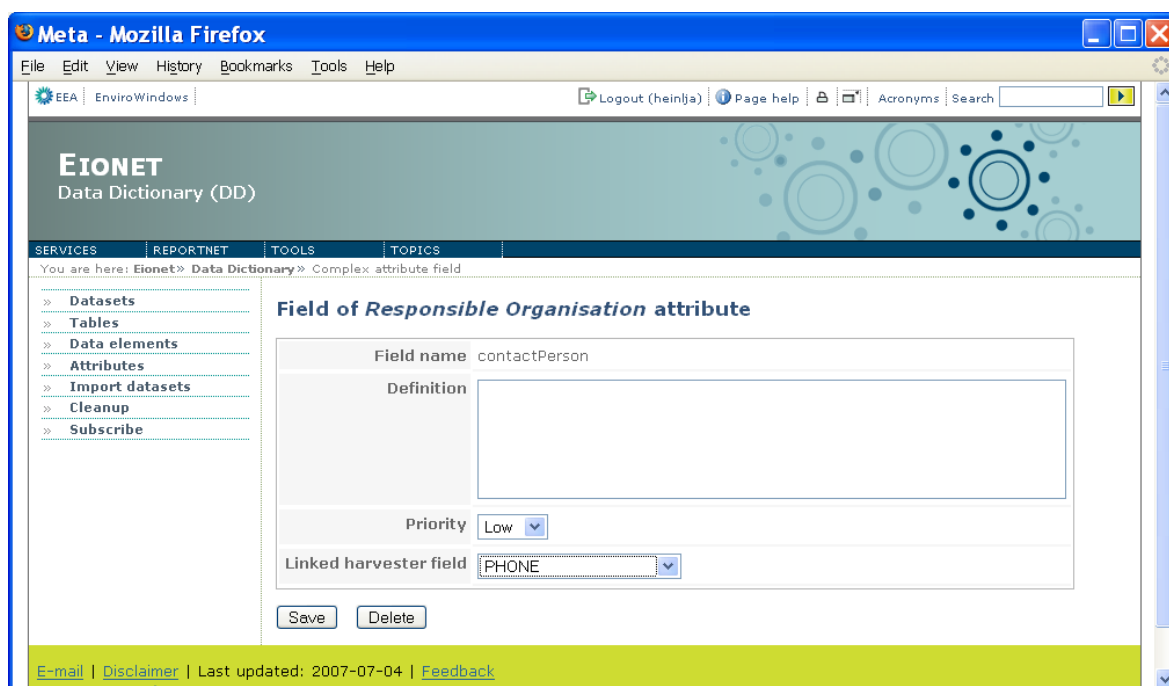 Meta - Mozilla Firefox
File Edit View History Bookmarks Tools Help
EEA EnviroWindows Logout (heinlja) Page help Acronyms Search
EIONET
Data Dictionary (DD)
SERVICES REPORTNET TOOLS TOPICS
You are here: Eionet» Data Dictionary» Complex attribute field
» Datasets
» Tables
» Data elements
» Attributes
» Import datasets
» Cleanup
» Subscribe
Field of Responsible Organisation attribute
Field name contactPerson
Definition
Priority Low
Linked harvester field PHONE
Save Delete
E-mail | Disclaimer | Last updated: 2007-07-04 | Feedback